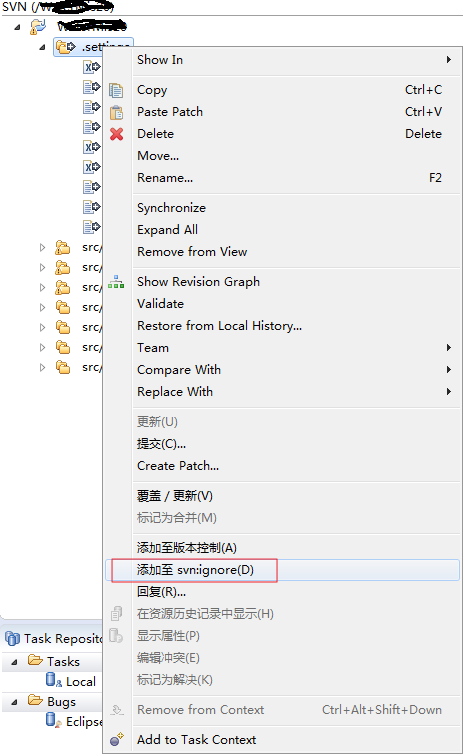 SVN (/
.settings
Show In
Copy Ctrl+C
Paste Patch Ctrl+V
Delete Delete
Move...
Rename... F2
Synchronize
Expand All
Remove from View
Show Revision Graph
Validate
Restore from Local History...
src/
src/
src/
src/
src/
src/
src/
Team
Compare With
Replace With
更新(U)
提交(C)...
Create Patch...
覆盖 / 更新(V)
标记为合并(M)
添加至版本控制(A)
添加至 svn:ignore(D)
回复(R)...
在资源历史记录中显示(H)
显示属性(P)
编辑冲突(E)
标记为解决(K)
Remove from Context Ctrl+Alt+Shift+Down
Add to Task Context
Task Reposito
Tasks
Local
Bugs
Eclipse